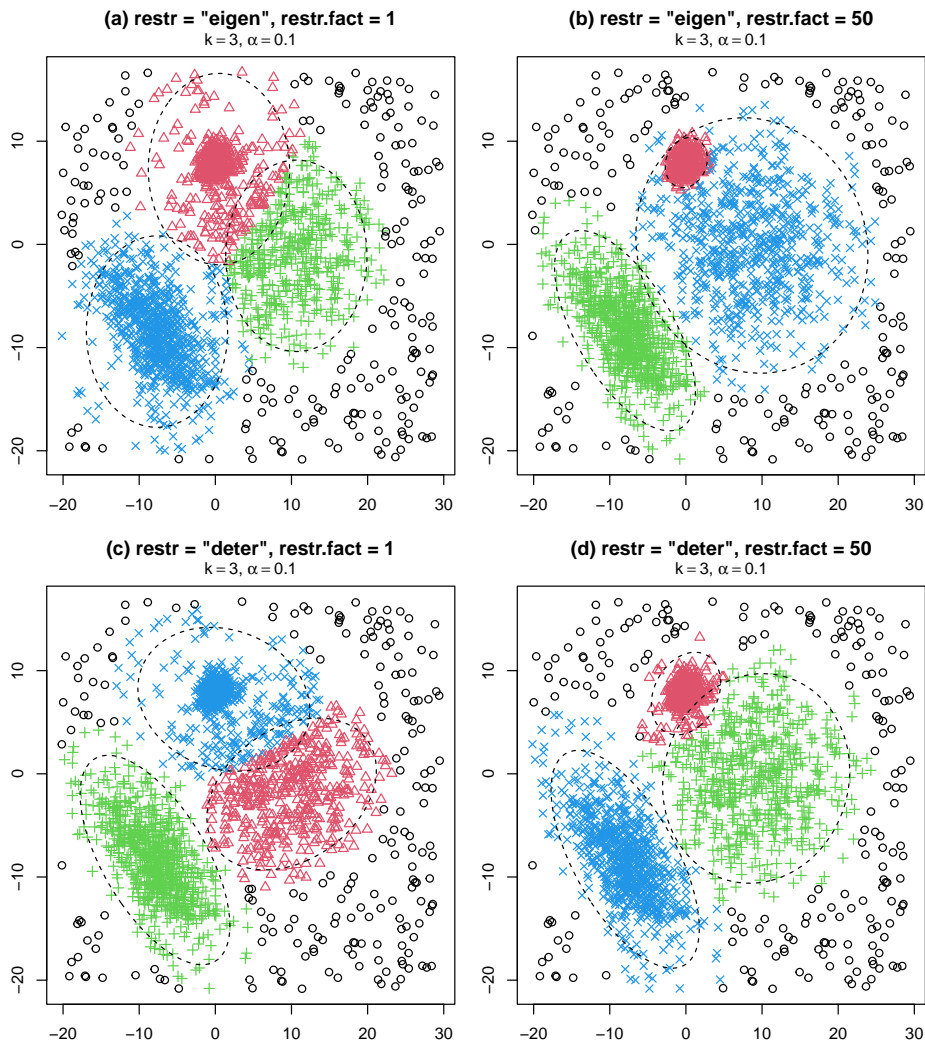 (a) restr = "eigen", restr.fact = 1
k = 3, α = 0.1
10
0
−10
−20
−20 −10 0 10 20 30
(b) restr = "eigen", restr.fact = 50
k = 3, α = 0.1
10
0
−10
−20
−20 −10 0 10 20 30
(c) restr = "deter", restr.fact = 1
k = 3, α = 0.1
10
0
−10
−20
−20 −10 0 10 20 30
(d) restr = "deter", restr.fact = 50
k = 3, α = 0.1
10
0
−10
−20
−20 −10 0 10 20 30